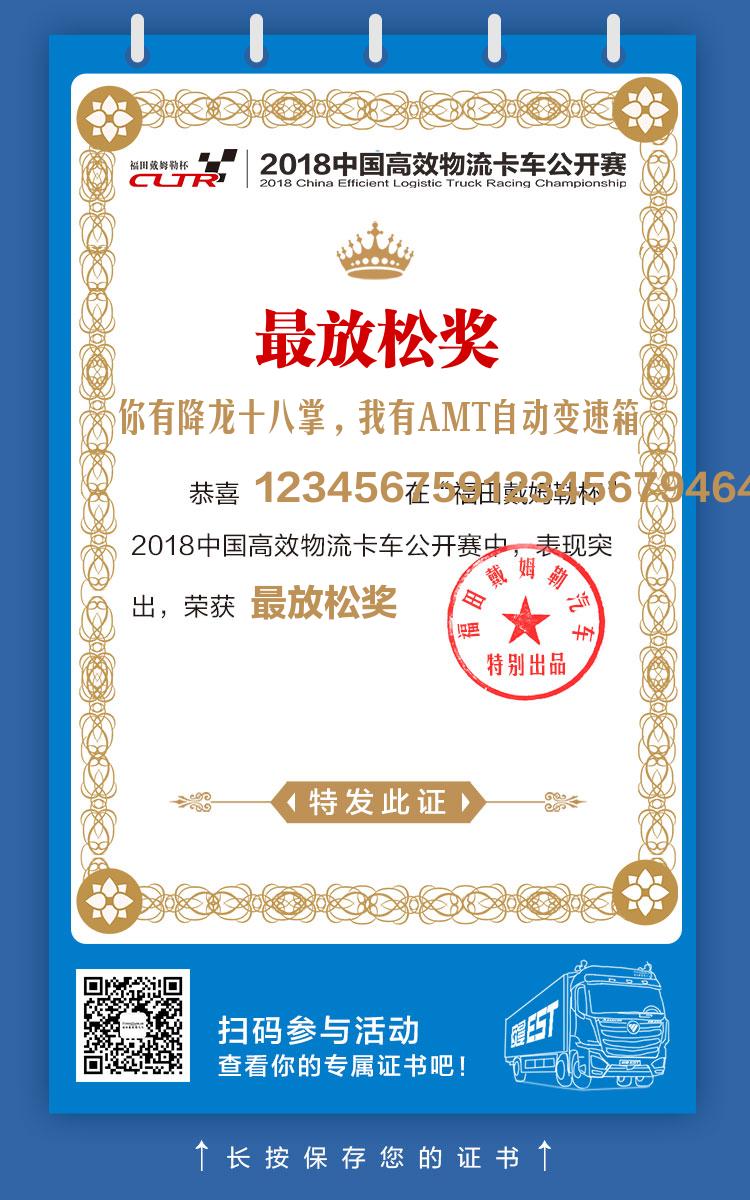 福田戴姆勒杯
CLTR
2018中国高效物流卡车公开赛
2018 China Efficient Logistic Truck Racing Championship
最放松奖
你有降龙十八掌，我有AMT自动变速箱
恭喜 12345675912345679464 在“福田戴姆勒杯”
2018中国高效物流卡车公开赛中，表现突
出，荣获 最放松奖
福田戴姆勒汽车
特别出品
特发此证
扫码参与活动
查看你的专属证书吧！
EST
↑长按保存您的证书↑